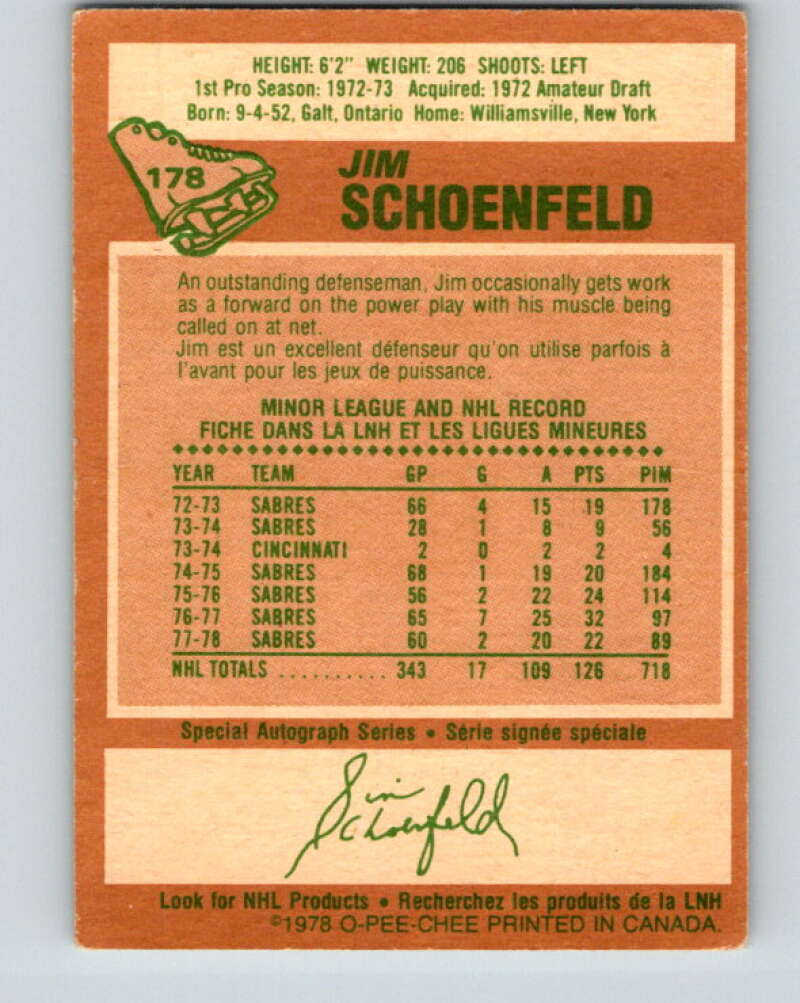 HEIGHT: 6'2" WEIGHT: 206 SHOOTS: LEFT
1st Pro Season: 1972-73 Acquired: 1972 Amateur Draft
Born: 9-4-52, Galt, Ontario Home: Williamsville, New York
178
JIM
SCHOENFELD
An outstanding defenseman, Jim occasionally gets work
as a forward on the power play with his muscle being
called on at net.
Jim est un excellent défenseur qu'on utilise parfois à
l'avant pour les jeux de puissance.
MINOR LEAGUE AND NHL RECORD
FICHE DANS LA LNH ET LES LIGUES MINEURES
YEAR TEAM GP G A PTS PIM
72-73 SABRES 66 4 15 19 178
73-74 SABRES 28 1 8 9 56
73-74 CINCINNATI 2 0 2 2 4
74-75 SABRES 68 1 19 20 184
75-76 SABRES 56 2 22 24 114
76-77 SABRES 65 7 25 32 97
77-78 SABRES 60 2 20 22 89
NHL TOTALS .......... 343 17 109 126 718
Special Autograph Series • Série signée spéciale
Jim
Schoenfeld
Look for NHL Products • Recherchez les produits de la LNH
©1978 O-PEE-CHEE PRINTED IN CANADA.